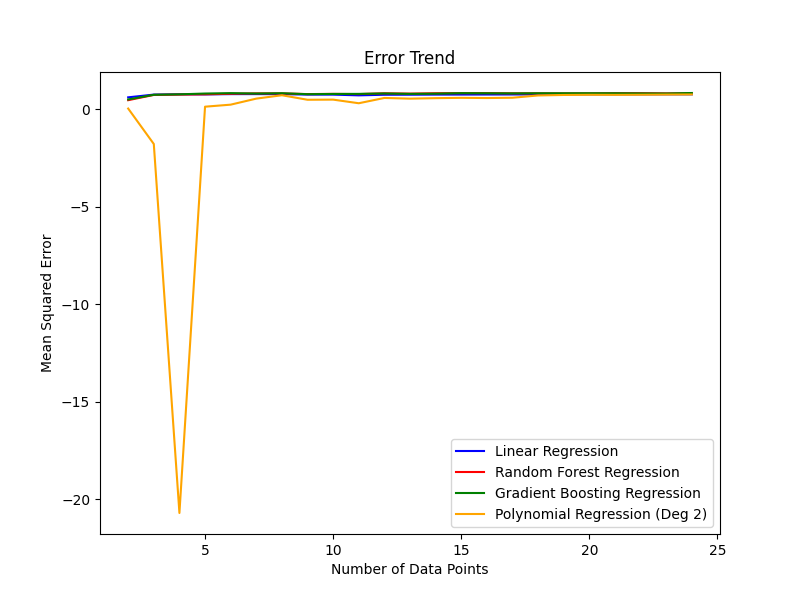 Error Trend
Mean Squared Error
0
−5
−10
−15
−20
5
10
15
20
25
Number of Data Points
Linear Regression
Random Forest Regression
Gradient Boosting Regression
Polynomial Regression (Deg 2)